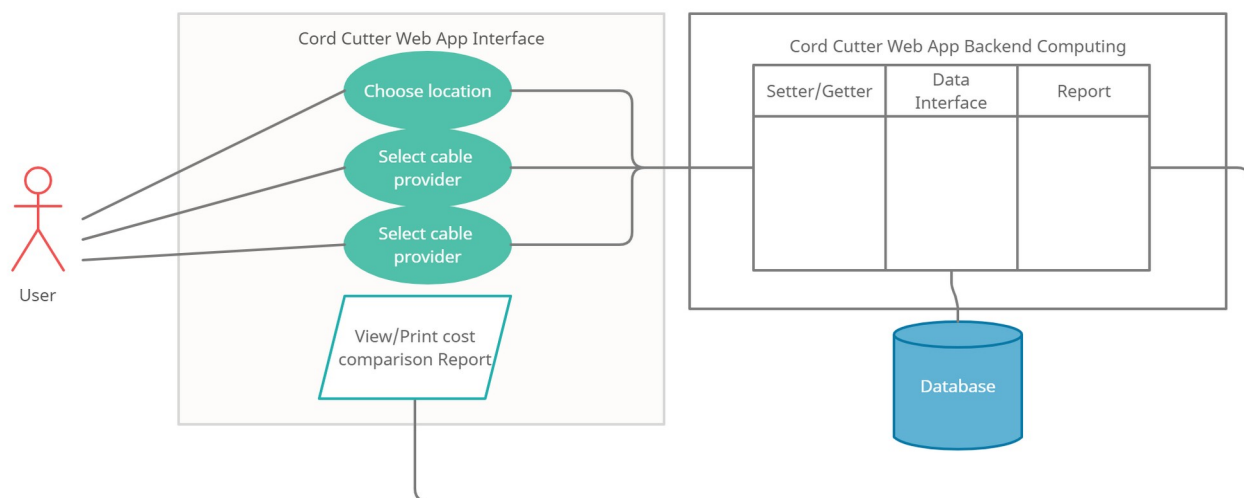 Cord Cutter Web App Interface
Choose location
Select cable
provider
Select cable
provider
View/Print cost
comparison Report
User
Cord Cutter Web App Backend Computing
Setter/Getter
Data
Interface
Report
Database